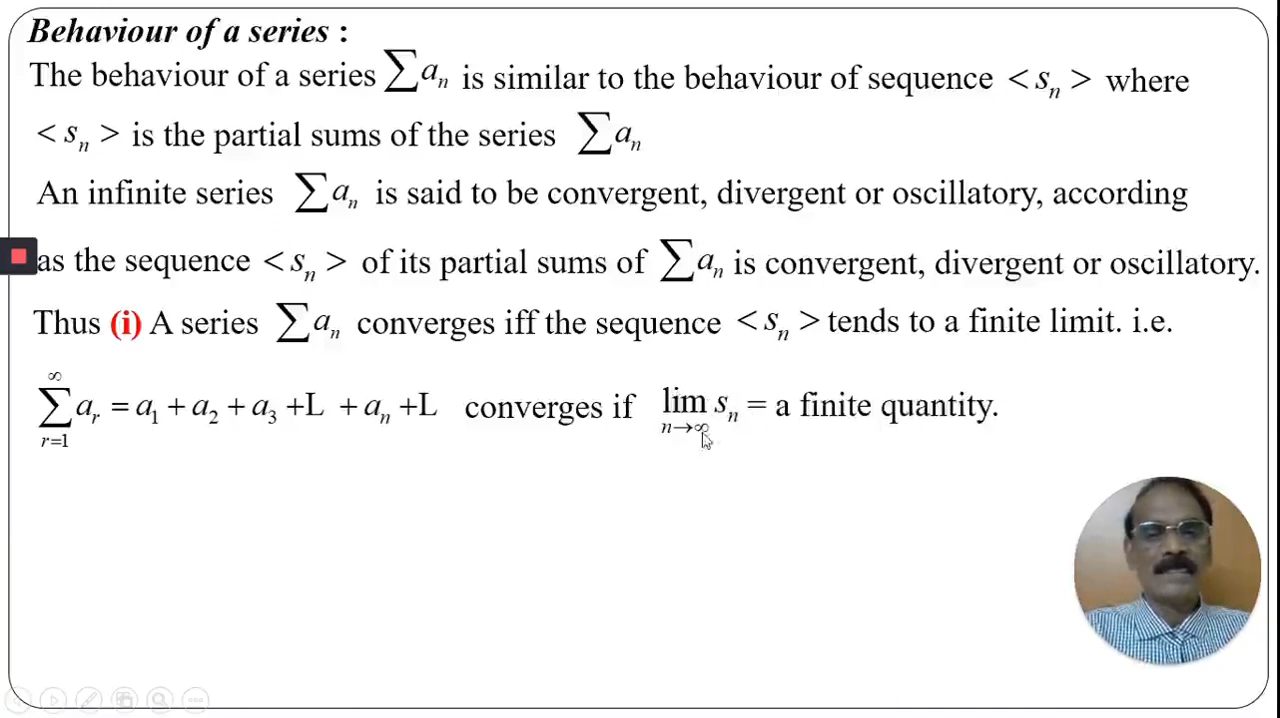 Behaviour of a series :
The behaviour of a series ∑aₙ is similar to the behaviour of sequence <sₙ> where
<sₙ> is the partial sums of the series ∑aₙ
An infinite series ∑aₙ is said to be convergent, divergent or oscillatory, according
as the sequence <sₙ> of its partial sums of ∑aₙ is convergent, divergent or oscillatory.
Thus (i) A series ∑aₙ converges iff the sequence <sₙ> tends to a finite limit. i.e.
∑_{r=1}^{∞} aᵣ = a₁ + a₂ + a₃ +L + aₙ +L converges if lim_{n→∞} sₙ = a finite quantity.